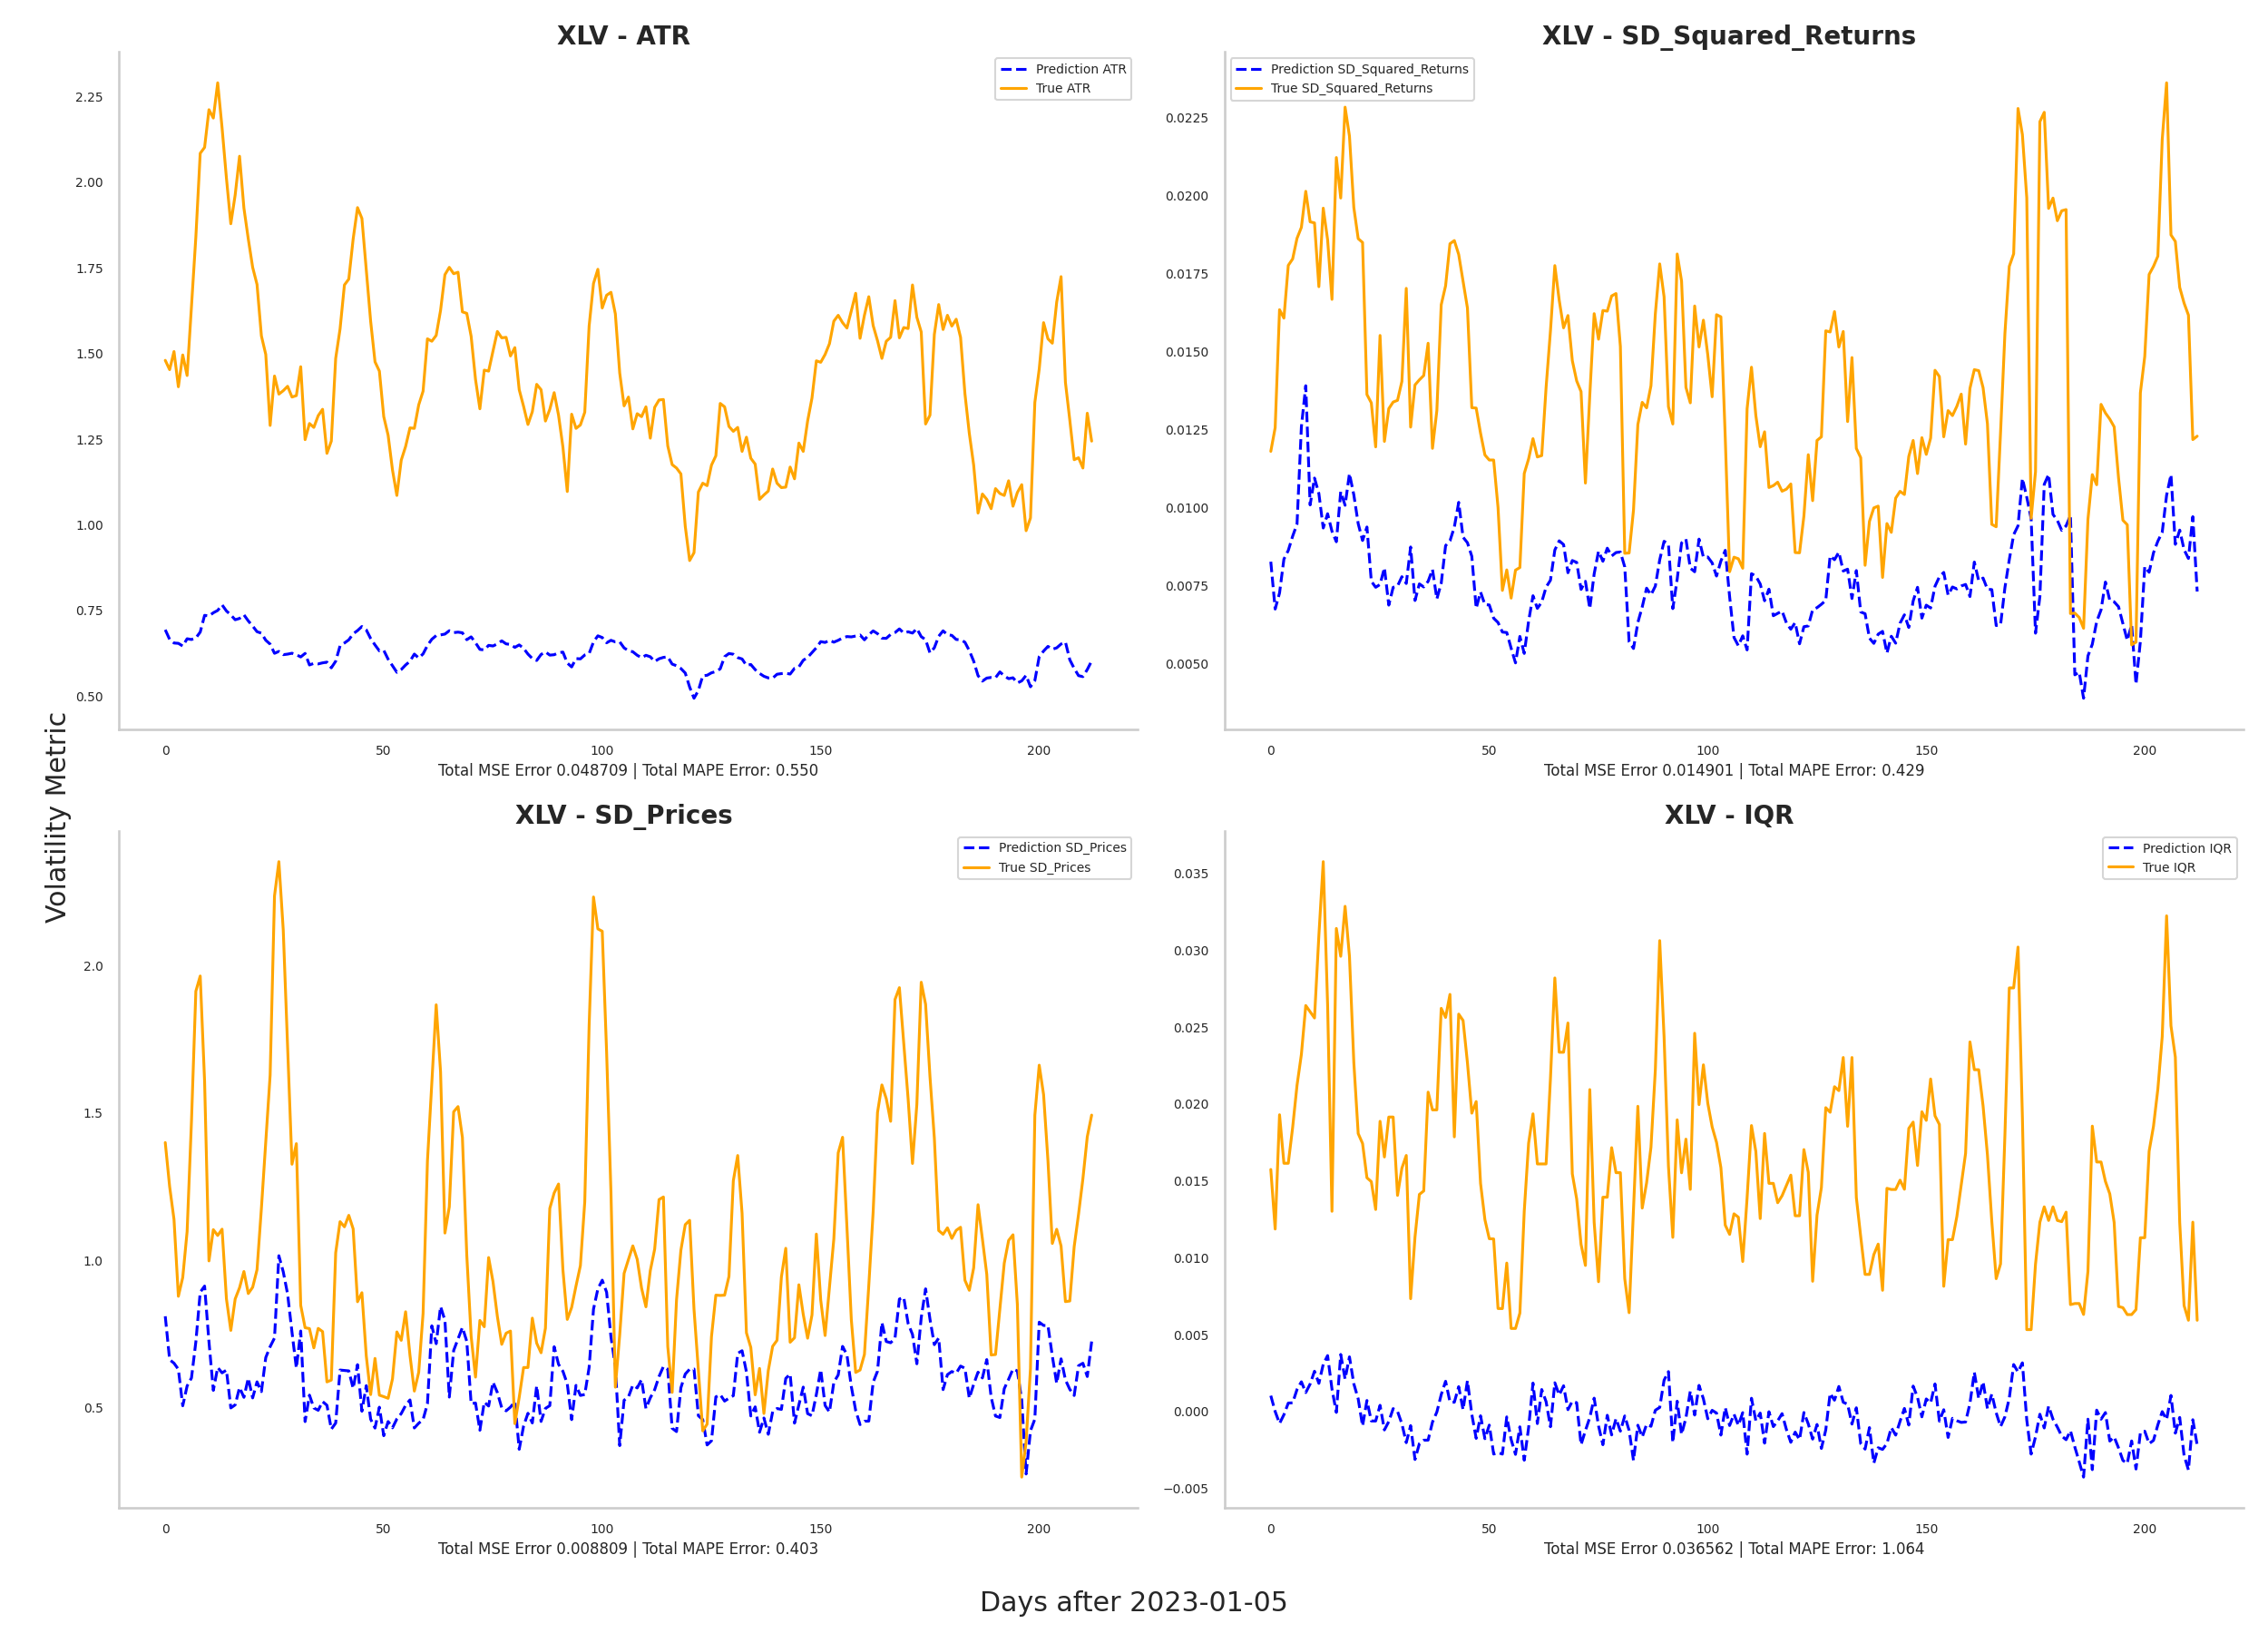 XLV - ATR
Prediction ATR
True ATR
2.25
2.00
1.75
1.50
1.25
1.00
0.75
0.50
0
50
100
150
200
Total MSE Error 0.048709 | Total MAPE Error: 0.550
XLV - SD_Squared_Returns
Prediction SD_Squared_Returns
True SD_Squared_Returns
0.0225
0.0200
0.0175
0.0150
0.0125
0.0100
0.0075
0.0050
0
50
100
150
200
Total MSE Error 0.014901 | Total MAPE Error: 0.429
Volatility Metric
XLV - SD_Prices
Prediction SD_Prices
True SD_Prices
2.0
1.5
1.0
0.5
0
50
100
150
200
Total MSE Error 0.008809 | Total MAPE Error: 0.403
XLV - IQR
Prediction IQR
True IQR
0.035
0.030
0.025
0.020
0.015
0.010
0.005
0.000
−0.005
0
50
100
150
200
Total MSE Error 0.036562 | Total MAPE Error: 1.064
Days after 2023-01-05